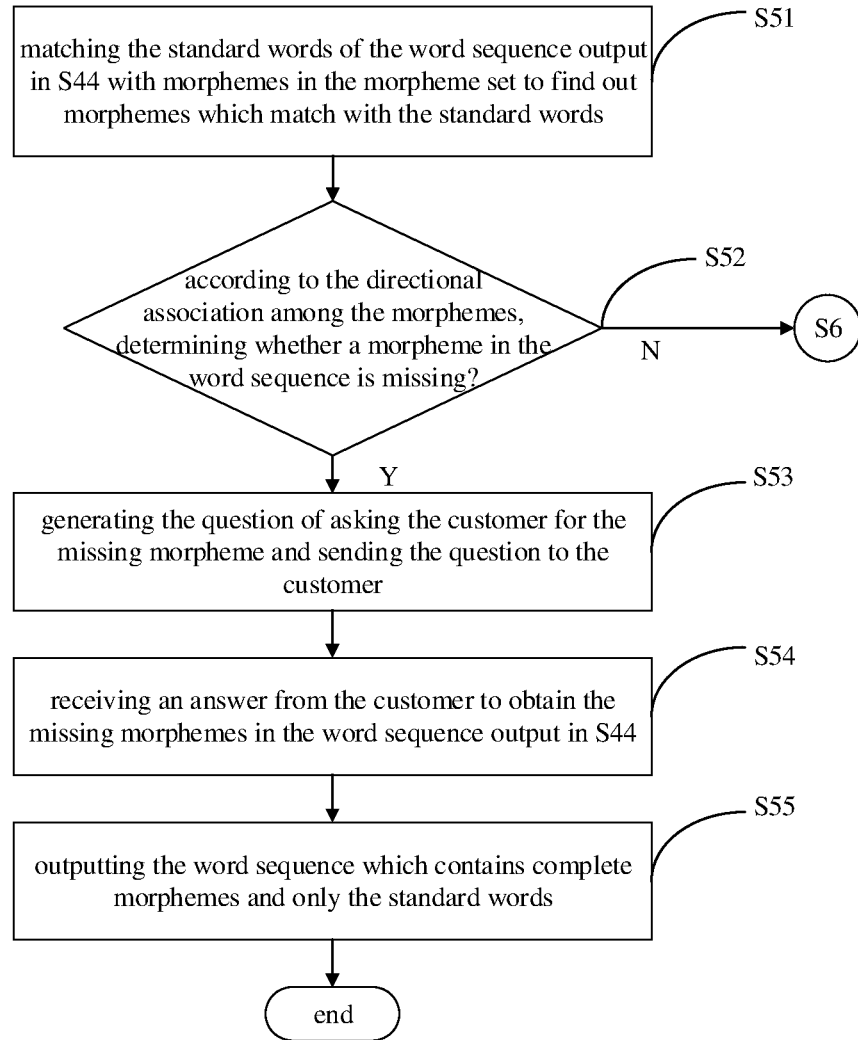 S51
matching the standard words of the word sequence output
in S44 with morphemes in the morpheme set to find out
morphemes which match with the standard words
S52
according to the directional
association among the morphemes,
determining whether a morpheme in the
word sequence is missing?
S6
N
Y
S53
generating the question of asking the customer for the
missing morpheme and sending the question to the
customer
S54
receiving an answer from the customer to obtain the
missing morphemes in the word sequence output in S44
S55
outputting the word sequence which contains complete
morphemes and only the standard words
end